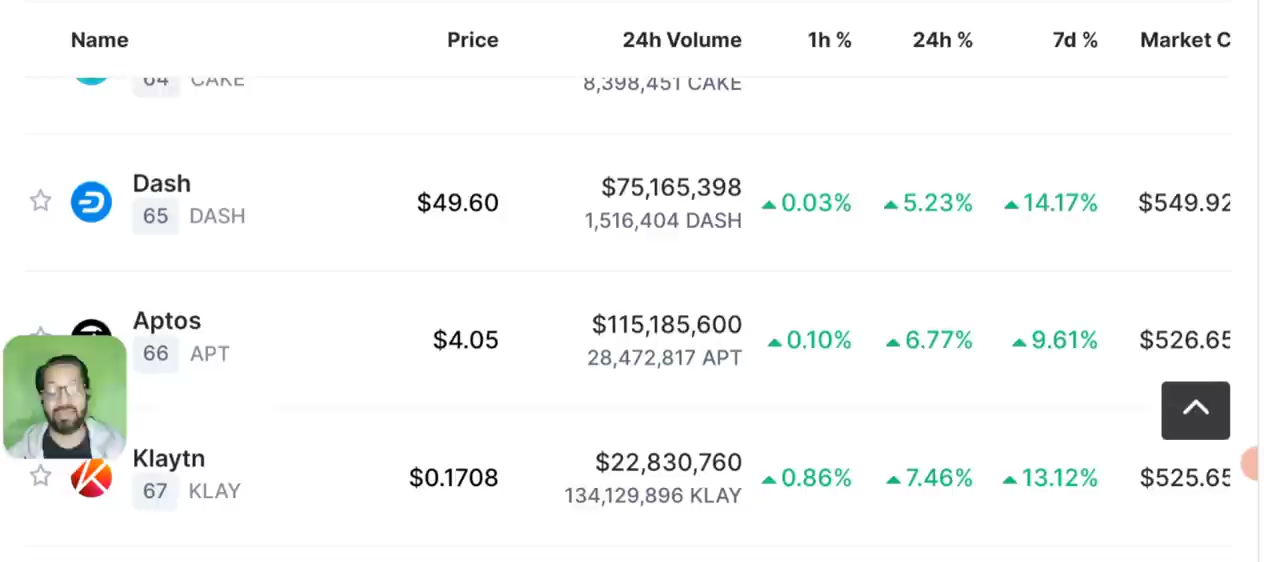 Name Price 24h Volume 1h % 24h % 7d % Market C
64 CAKE 8,398,451 CAKE
Dash
65 DASH
$49.60
$75,165,398
1,516,404 DASH
0.03% 5.23% 14.17% $549.92
Aptos
66 APT
$4.05
$115,185,600
28,472,817 APT
0.10% 6.77% 9.61% $526.65
Klaytn
67 KLAY
$0.1708
$22,830,760
134,129,896 KLAY
0.86% 7.46% 13.12% $525.65